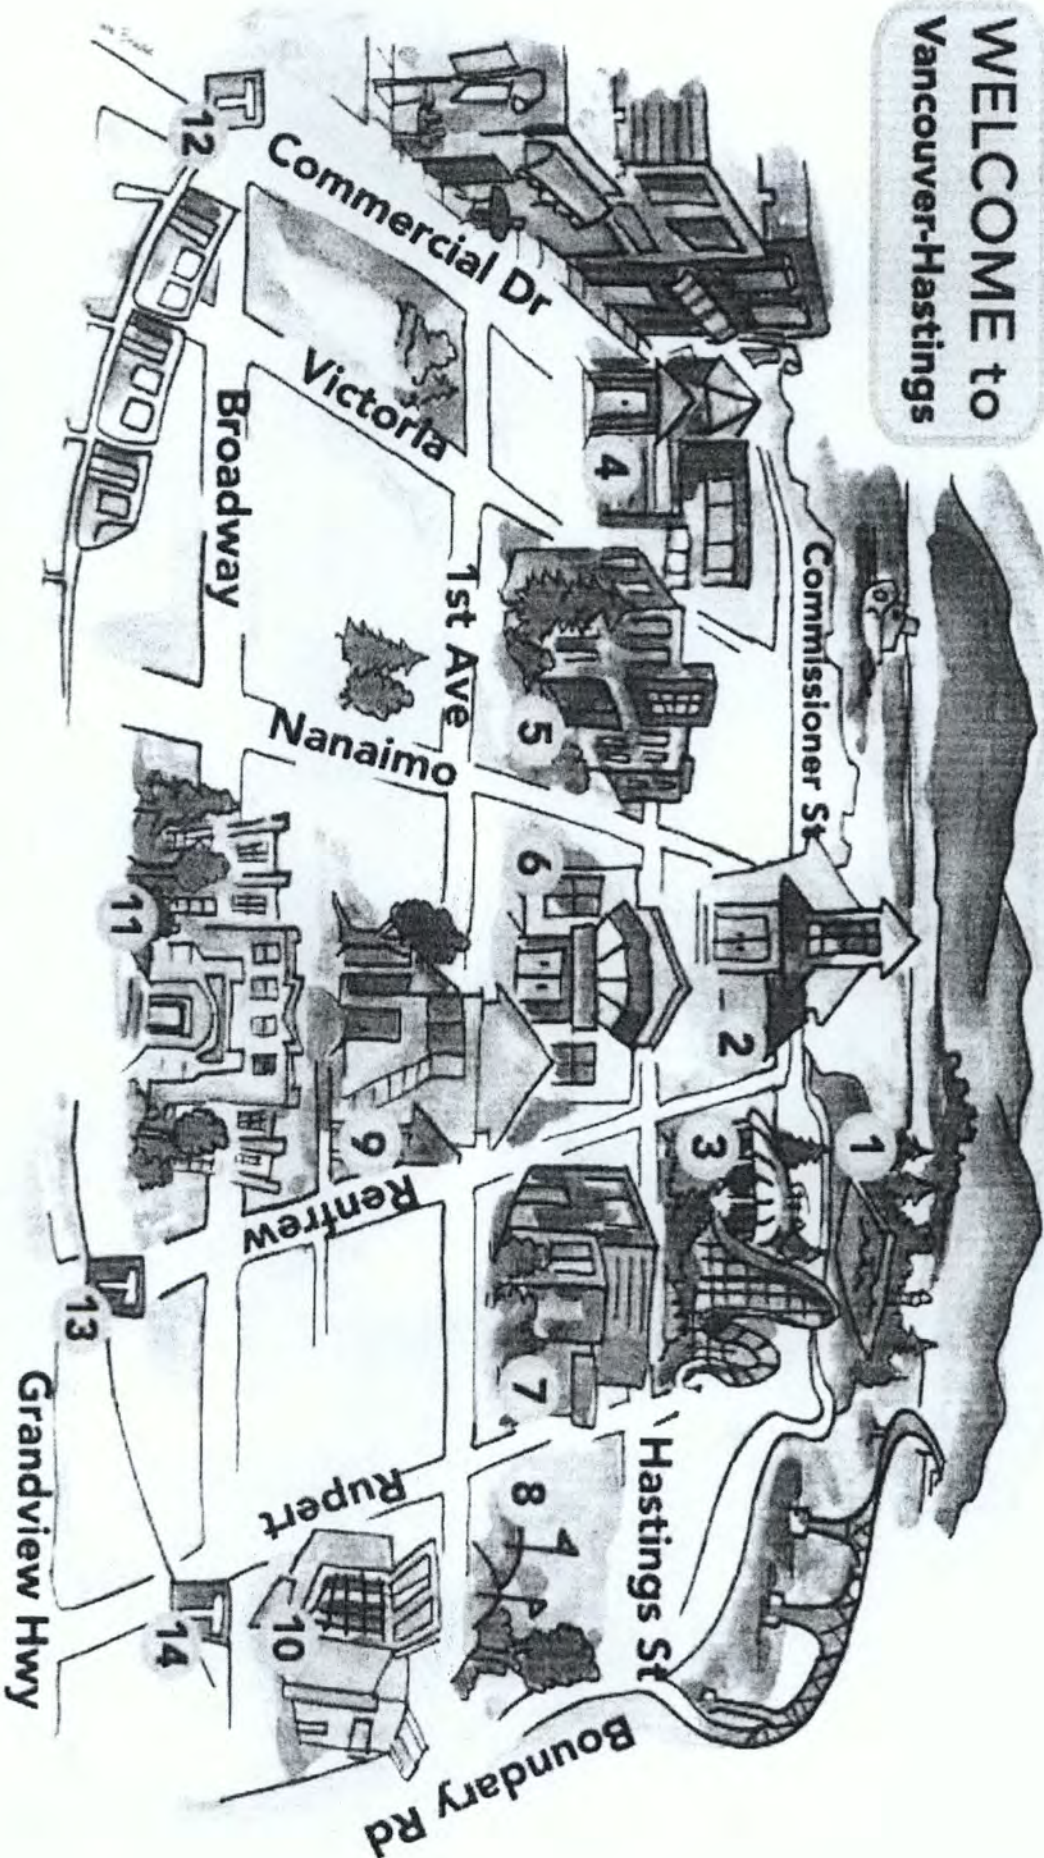 WELCOME to
Vancouver-Hastings
Commissioner St
1
2
3
Hastings St
4
5
6
7
8
Boundary Rd
Commercial Dr
Victoria
1st Ave
Nanaimo
9
Renfrew
Rupert
10
Broadway
11
12
T
13
T
14
T
Grandview Hwy